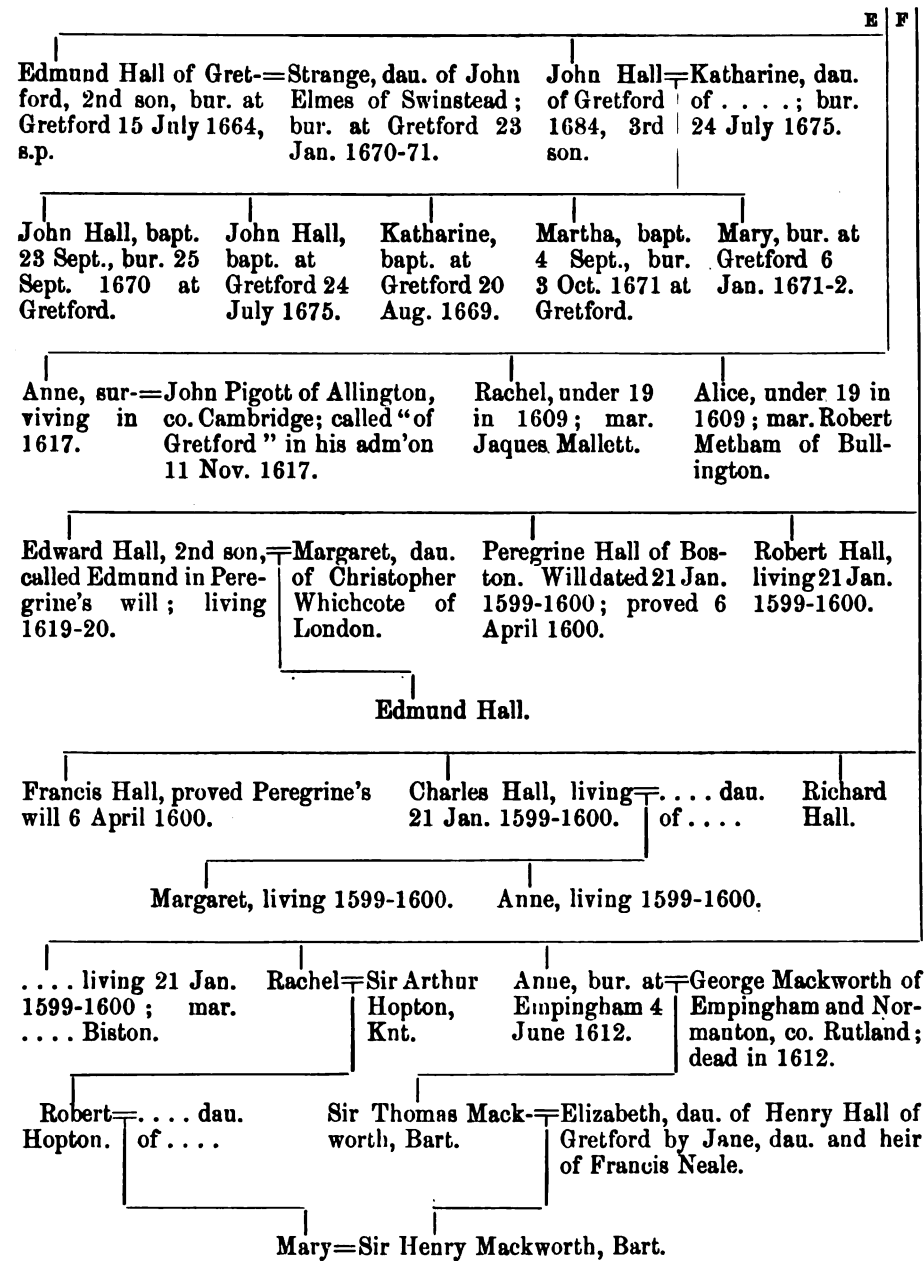 E F
Edmund Hall of Gret-=Strange, dau. of John
ford, 2nd son, bur. at Elmes of Swinstead ;
Gretford 15 July 1664, bur. at Gretford 23
s.p. Jan. 1670-71.
John Hall=Katharine, dau.
of Gretford of . . . . ; bur.
1684, 3rd 24 July 1675.
son.
John Hall, bapt.
23 Sept., bur. 25
Sept. 1670 at
Gretford.
John Hall,
bapt. at
Gretford 24
July 1675.
Katharine,
bapt. at
Gretford 20
Aug. 1669.
Martha, bapt.
4 Sept., bur.
3 Oct. 1671 at
Gretford.
Mary, bur. at
Gretford 6
Jan. 1671-2.
Anne, sur-=John Pigott of Allington,
viving in co. Cambridge; called "of
1617. Gretford" in his adm'on
11 Nov. 1617.
Rachel, under 19
in 1609 ; mar.
Jaques Mallett.
Alice, under 19 in
1609 ; mar. Robert
Metham of Bull-
ington.
Edward Hall, 2nd son,=Margaret, dau.
called Edmund in Pere- of Christopher
grine's will ; living Whichcote of
1619-20. London.
Peregrine Hall of Bos-
ton. Will dated 21 Jan.
1599-1600 ; proved 6
April 1600.
Robert Hall,
living 21 Jan.
1599-1600.
Edmund Hall.
Francis Hall, proved Peregrine's
will 6 April 1600.
Charles Hall, living=. . . . dau.
21 Jan. 1599-1600. of . . . .
Richard
Hall.
Margaret, living 1599-1600.
Anne, living 1599-1600.
. . . . living 21 Jan.
1599-1600 ; mar.
. . . . Biston.
Rachel=Sir Arthur
Hopton,
Knt.
Anne, bur. at=George Mackworth of
Empingham 4 Empingham and Nor-
June 1612. manton, co. Rutland ;
dead in 1612.
Robert=. . . . dau.
Hopton. of . . . .
Sir Thomas Mack-=Elizabeth, dau. of Henry Hall of
worth, Bart. Gretford by Jane, dau. and heir
of Francis Neale.
Mary=Sir Henry Mackworth, Bart.